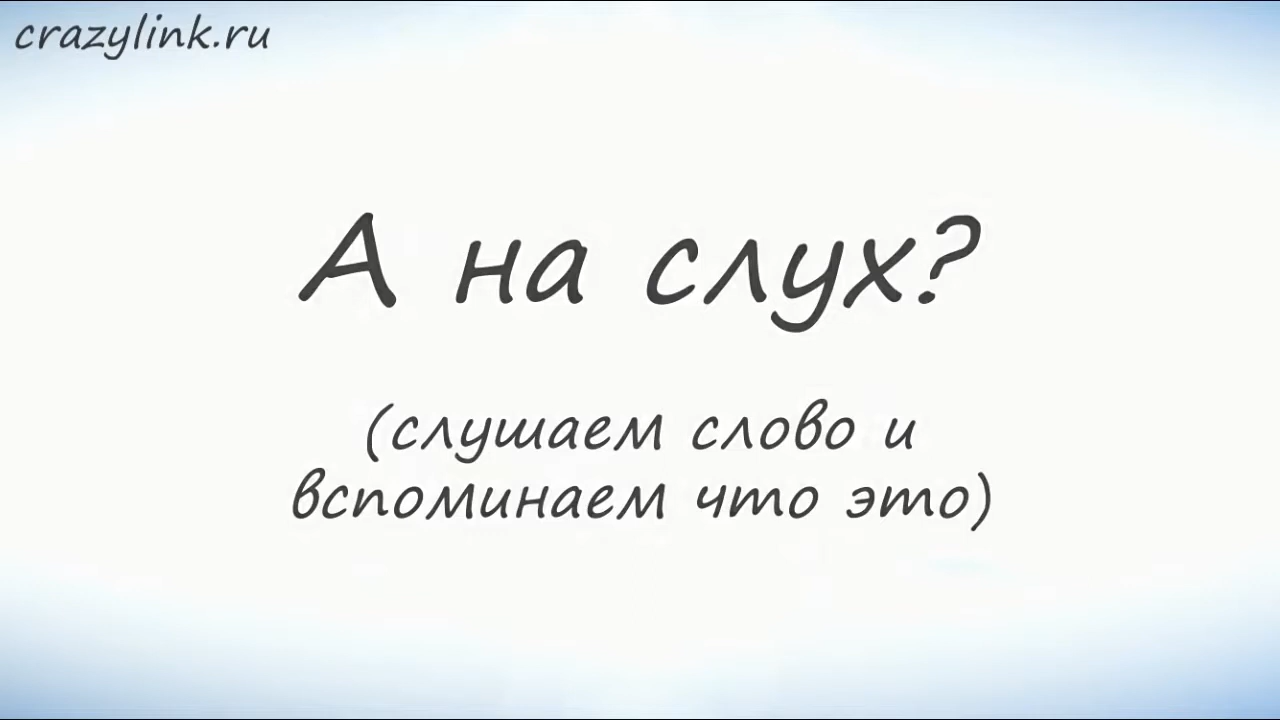 crazylink.ru
А на слух?
(слушаем слово и
вспоминаем что это)